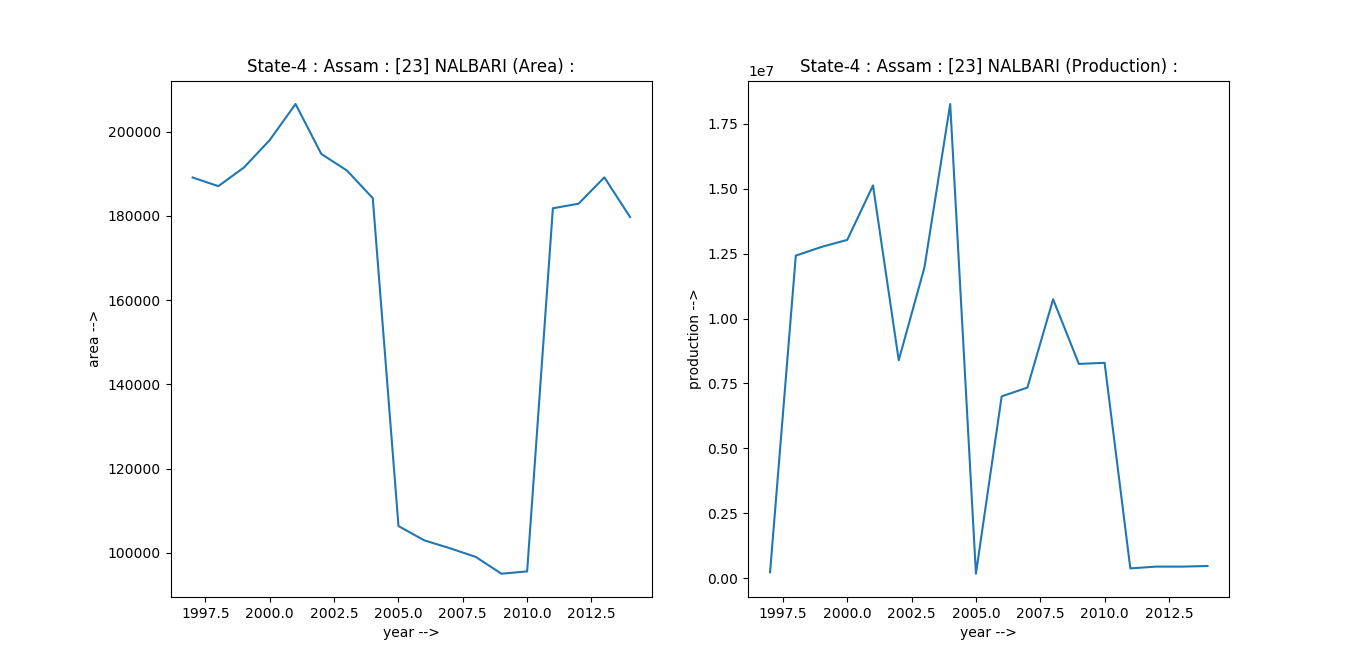 State-4 : Assam : [23] NALBARI (Area) :
200000
180000
160000
140000
120000
100000
area -->
1997.5 2000.0 2002.5 2005.0 2007.5 2010.0 2012.5
year -->
State-4 : Assam : [23] NALBARI (Production) :
1e7
1.75
1.50
1.25
1.00
0.75
0.50
0.25
0.00
production -->
1997.5 2000.0 2002.5 2005.0 2007.5 2010.0 2012.5
year -->